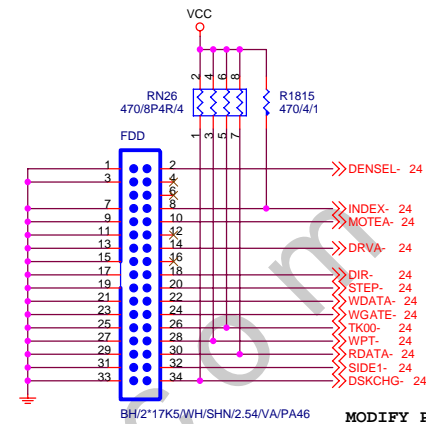 VCC
2 4 6 8
RN26
470/8P4R/4
R1815
470/4/1
1 3 5 7
FDD
1 2 DENSEL- 24
3 4
6
7 8 INDEX- 24
9 10 MOTEA- 24
11 12
13 14 DRVA- 24
15 16
17 18 DIR- 24
19 20 STEP- 24
21 22 WDATA- 24
23 24 WGATE- 24
25 26 TK00- 24
27 28 WPT- 24
29 30 RDATA- 24
31 32 SIDE1- 24
33 34 DSKCHG- 24
BH/2*17K5/WH/SHN/2.54/VA/PA46
MODIFY